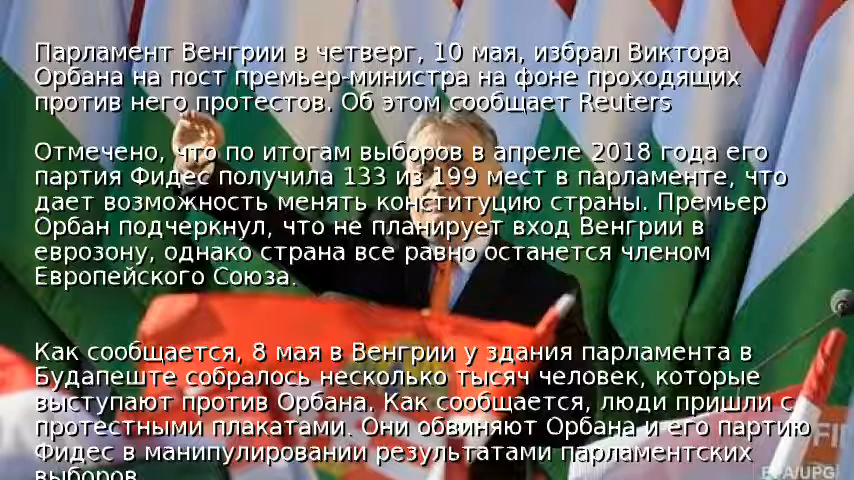 Парламент Венгрии в четверг, 10 мая, избрал Виктора
Орбана на пост премьер-министра на фоне проходящих
против него протестов. Об этом сообщает Reuters
Отмечено, что по итогам выборов в апреле 2018 года его
партия Фидес получила 133 из 199 мест в парламенте, что
дает возможность менять конституцию страны. Премьер
Орбан подчеркнул, что не планирует вход Венгрии в
еврозону, однако страна все равно останется членом
Европейского Союза.
Как сообщается, 8 мая в Венгрии у здания парламента в
Будапеште собралось несколько тысяч человек, которые
выступают против Орбана. Как сообщается, люди пришли с
протестными плакатами. Они обвиняют Орбана и его партию
Фидес в манипулировании результатами парламентских
выборов
EPA/UPG